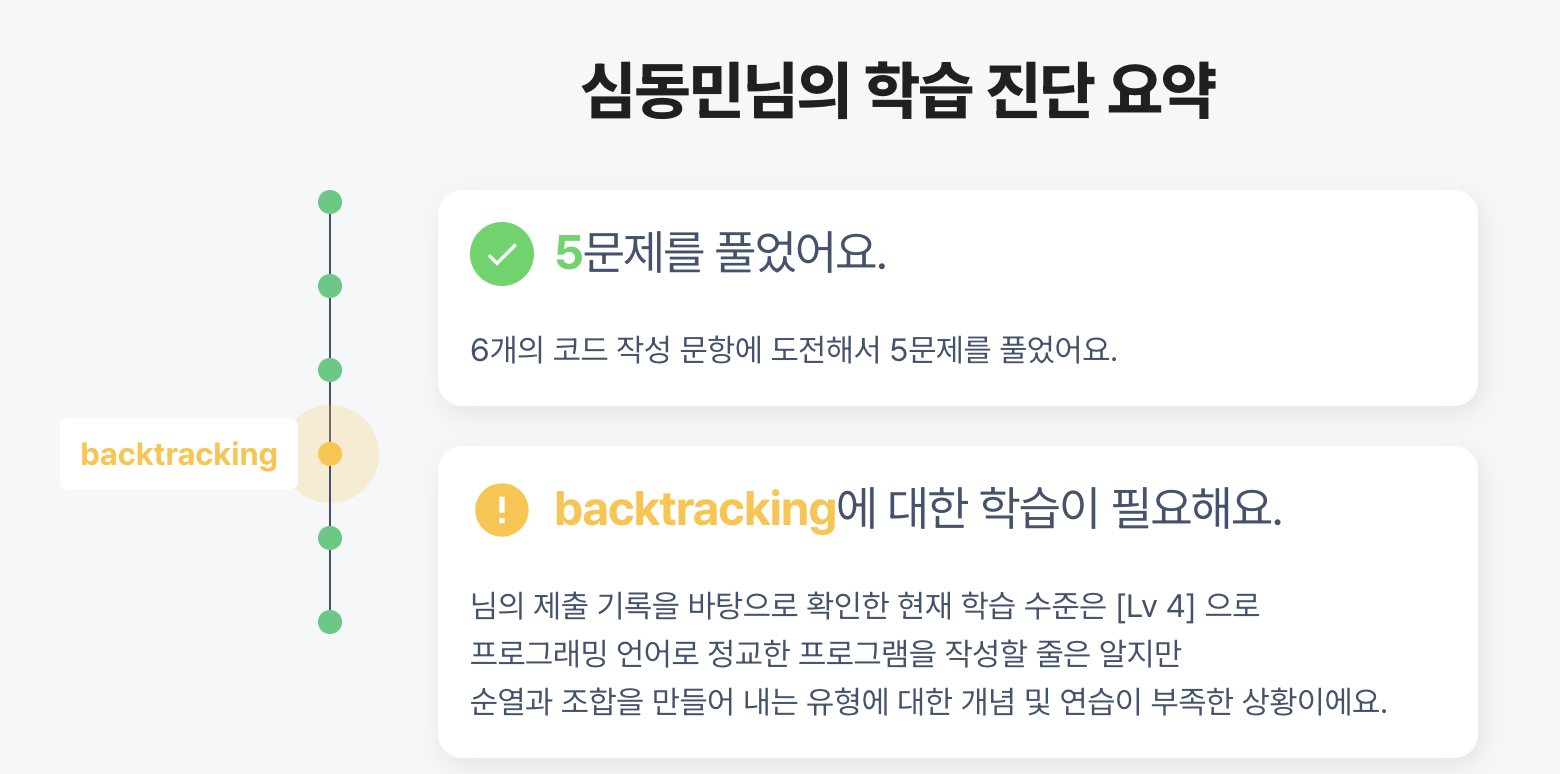 심동민님의 학습 진단 요약
5문제를 풀었어요.
6개의 코드 작성 문항에 도전해서 5문제를 풀었어요.
backtracking
backtracking에 대한 학습이 필요해요.
님의 제출 기록을 바탕으로 확인한 현재 학습 수준은 [Lv 4] 으로
프로그래밍 언어로 정교한 프로그램을 작성할 줄은 알지만
순열과 조합을 만들어 내는 유형에 대한 개념 및 연습이 부족한 상황이에요.